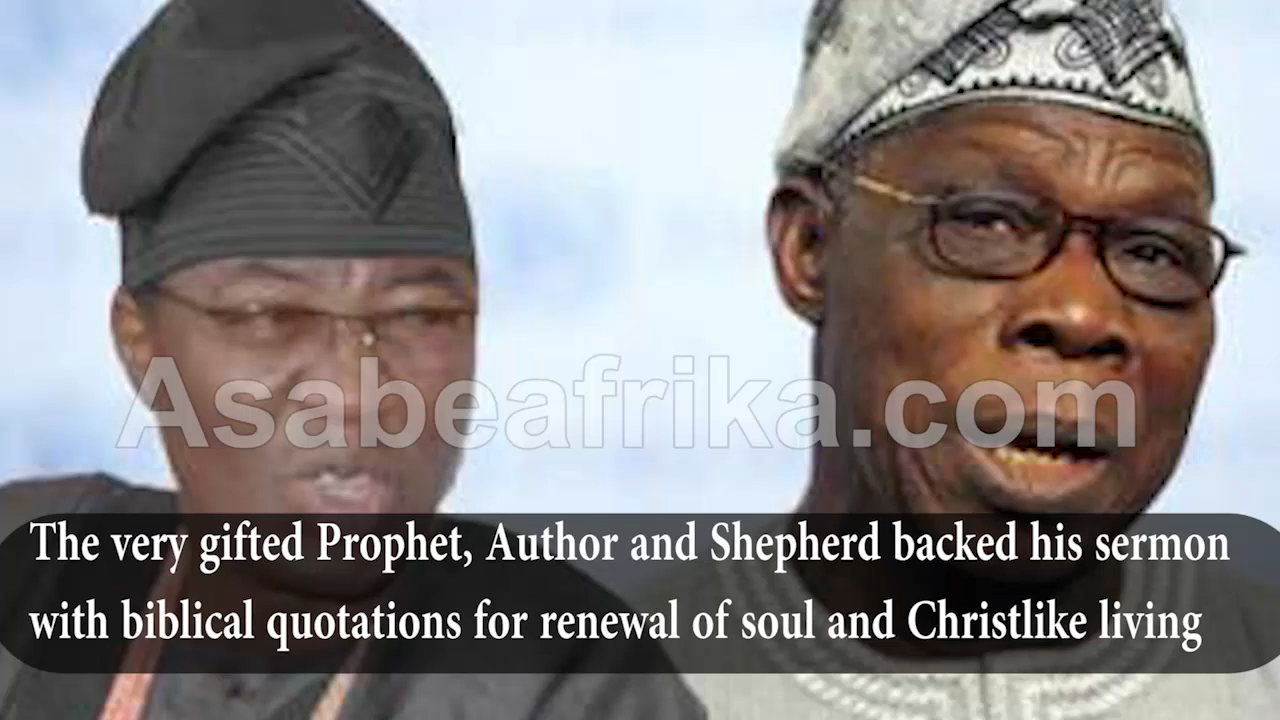 Asabeafrika.com
The very gifted Prophet, Author and Shepherd backed his sermon
with biblical quotations for renewal of soul and Christlike living